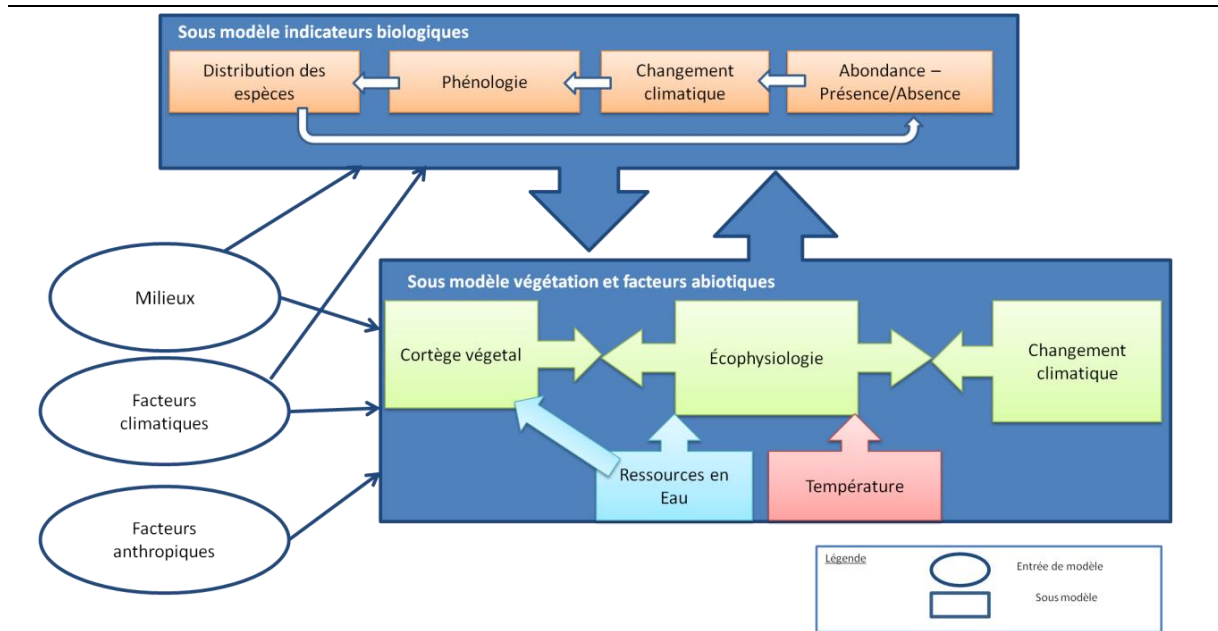 Sous modèle indicateurs biologiques
Distribution des
espèces
Phénologie
Changement
climatique
Abondance –
Présence/Absence
Milieux
Facteurs
climatiques
Facteurs
anthropiques
Sous modèle végétation et facteurs abiotiques
Cortège végetal
Écophysiologie
Changement
climatique
Ressources en
Eau
Température
Légende
Entrée de modèle
Sous modèle